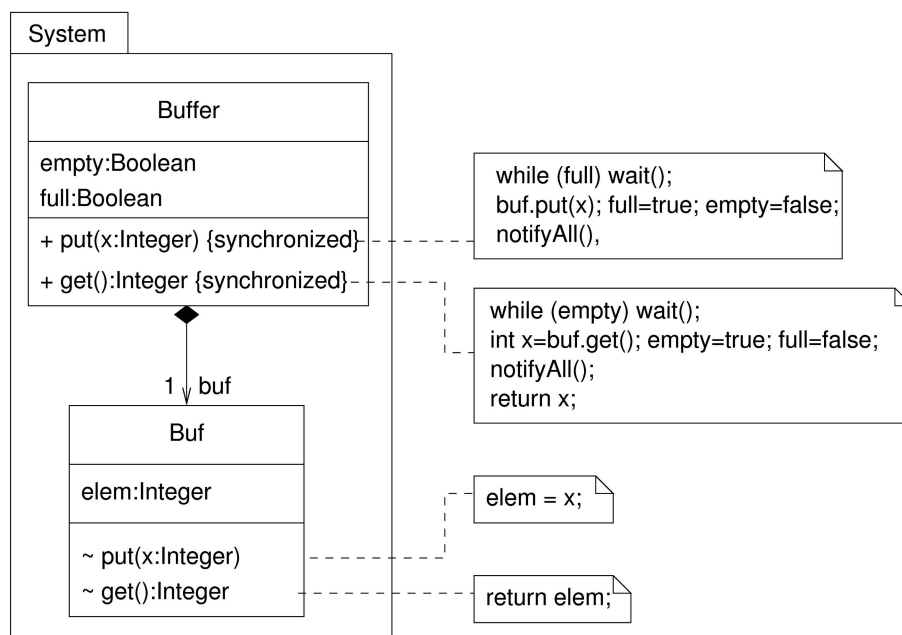 System
Buffer
empty:Boolean
full:Boolean
+ put(x:Integer) {synchronized}
+ get():Integer {synchronized}
while (full) wait();
buf.put(x); full=true; empty=false;
notifyAll(),
while (empty) wait();
int x=buf.get(); empty=true; full=false;
notifyAll();
return x;
1 buf
Buf
elem:Integer
~ put(x:Integer)
~ get():Integer
elem = x;
return elem;